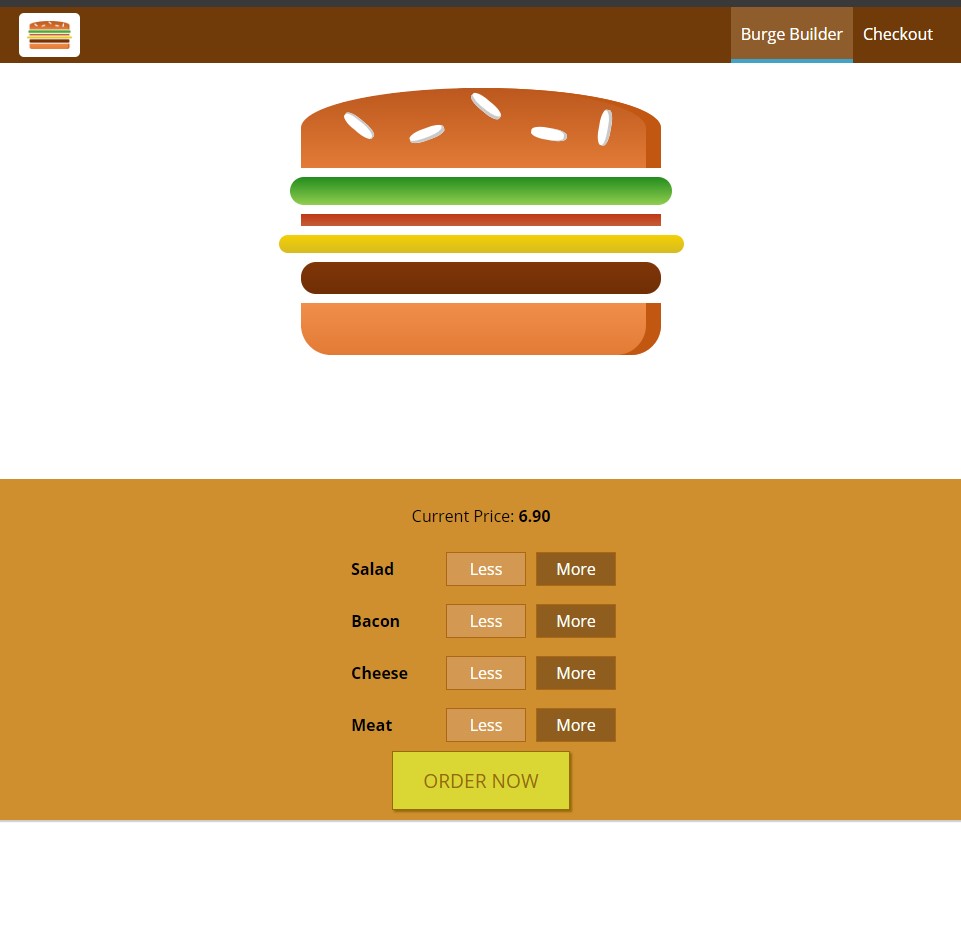 Burge Builder Checkout
Current Price: 6.90
Salad Less More
Bacon Less More
Cheese Less More
Meat Less More
ORDER NOW